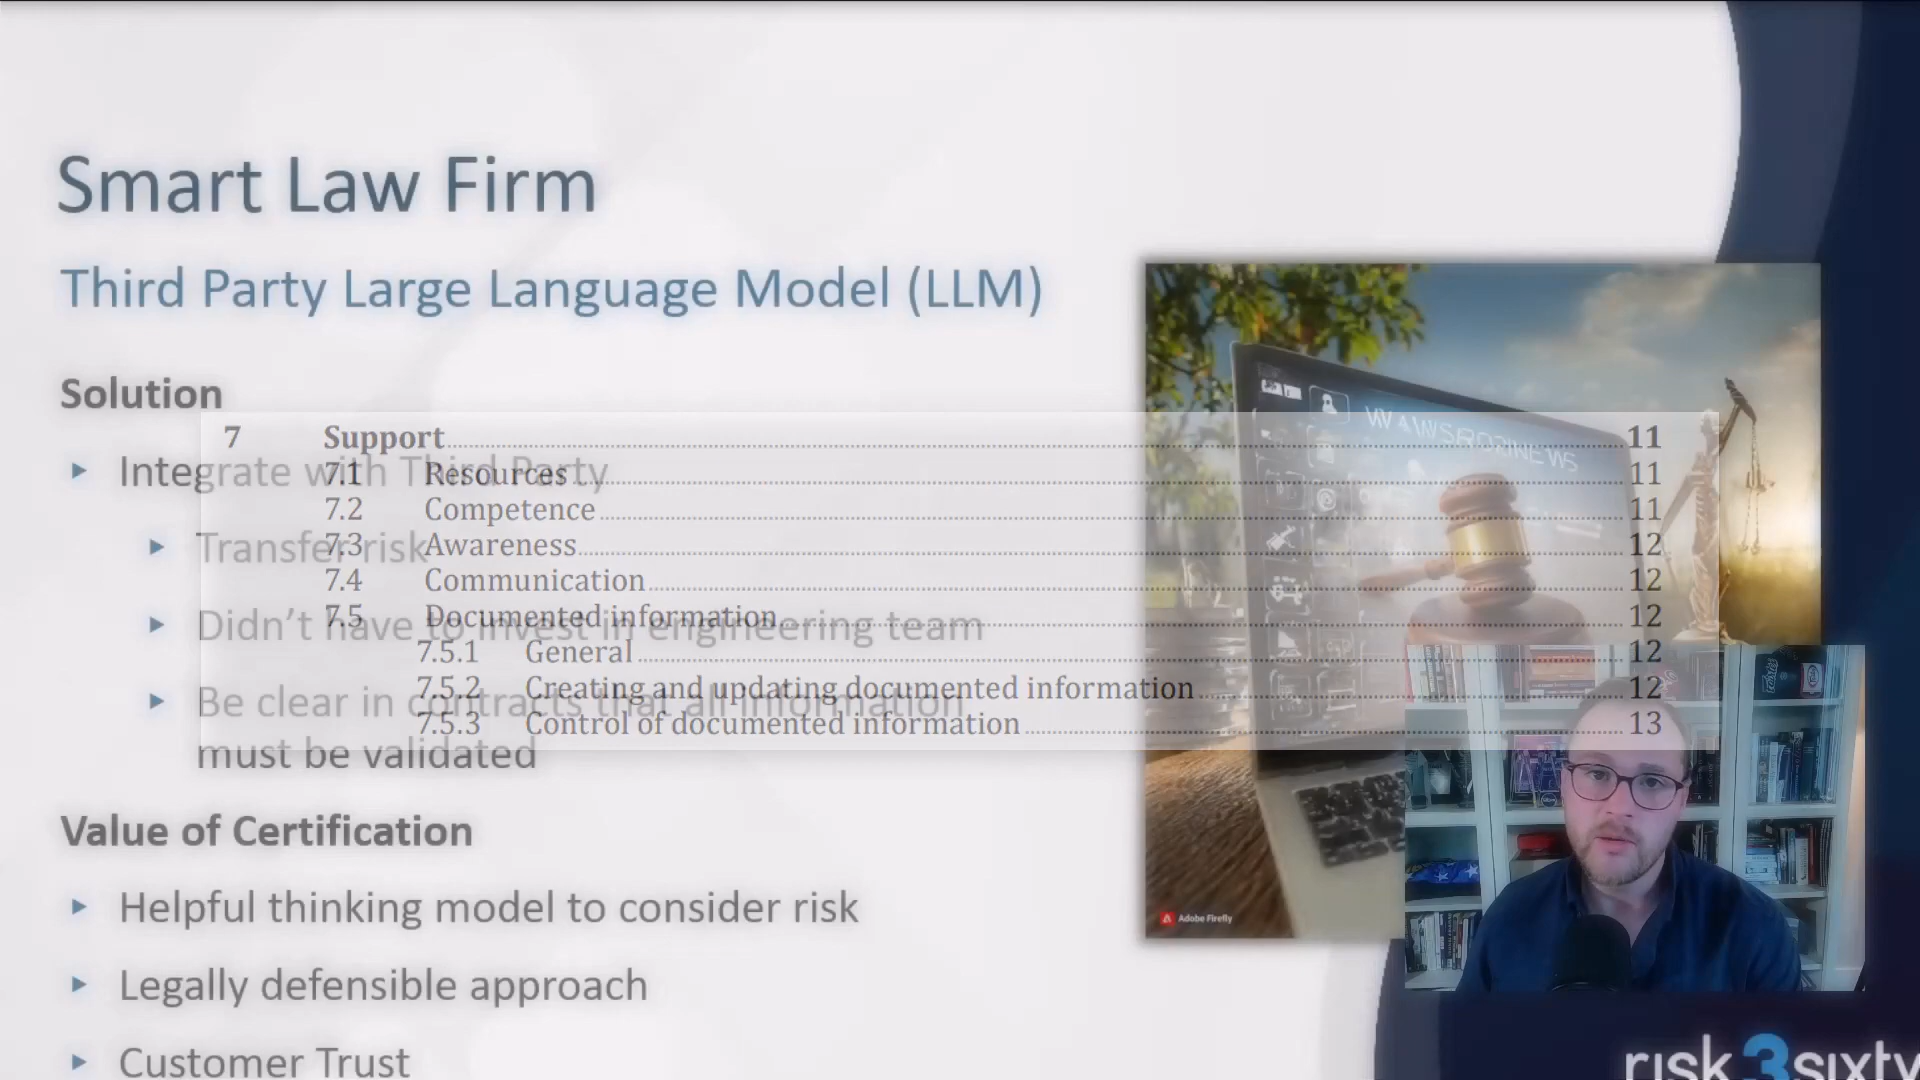 Smart Law Firm
Third Party Large Language Model (LLM)
Solution
Integrate with Third Party
Transfer risk
Didn't have to invest in engineering team
Be clear in contracts that all information
must be validated
Value of Certification
Helpful thinking model to consider risk
Legally defensible approach
Customer Trust
7 Support 11
7.1 Resources 11
7.2 Competence 11
7.3 Awareness 12
7.4 Communication 12
7.5 Documented information 12
7.5.1 General 12
7.5.2 Creating and updating documented information 12
7.5.3 Control of documented information 13
Adobe Firefly
risk3sixty